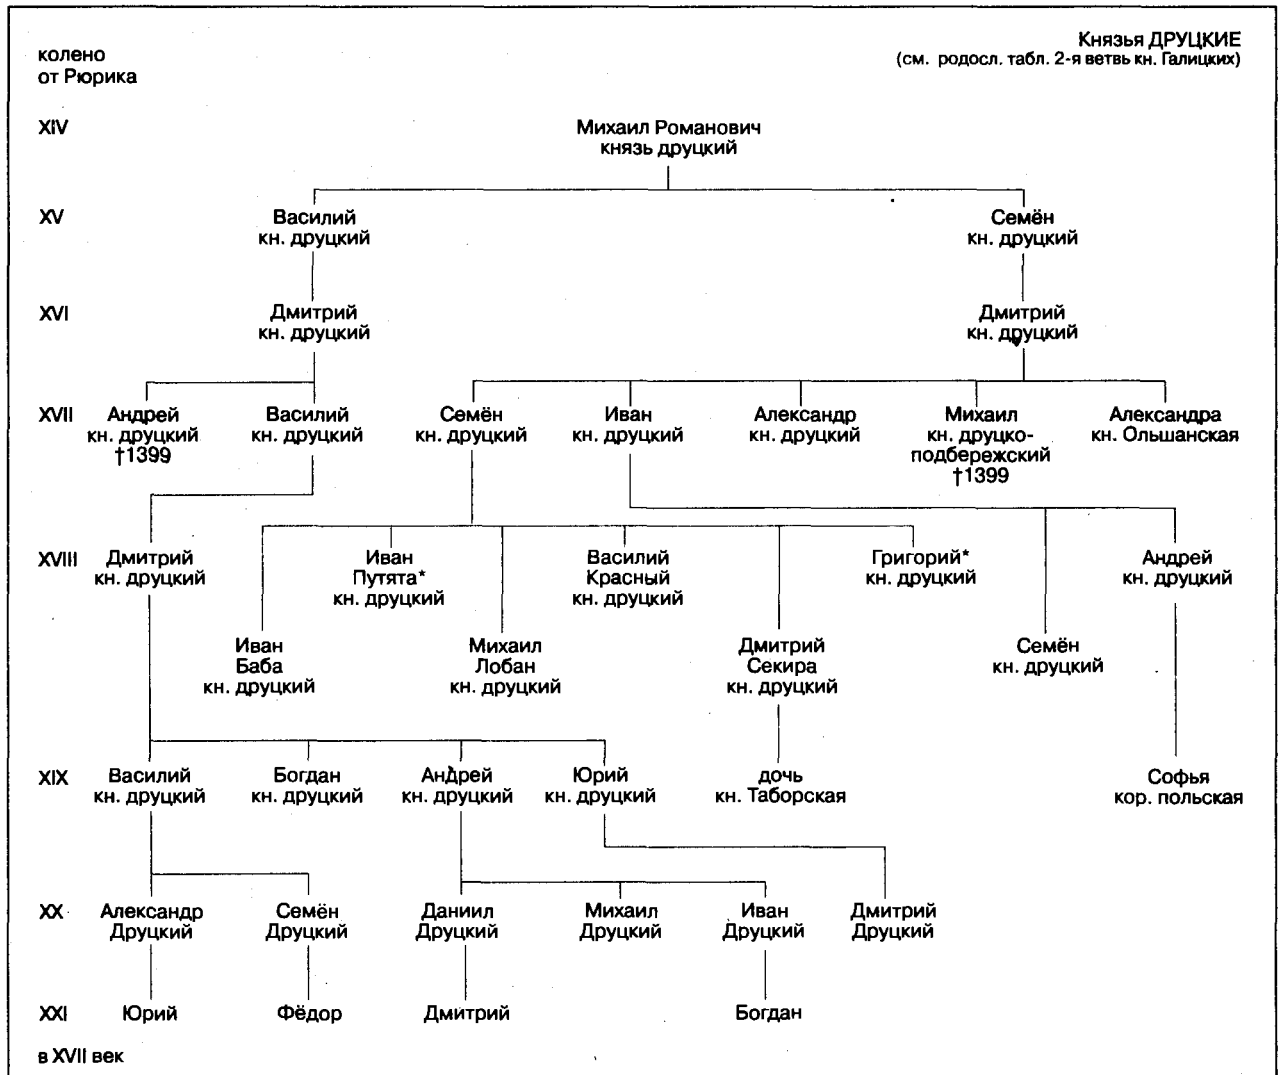 колено
от Рюрика
Князья ДРУЦКИЕ
(см. родосл. табл. 2-я ветвь кн. Галицких)
XIV
Михаил Романович
князь друцкий
XV
Василий
кн. друцкий
Семён
кн. друцкий
XVI
Дмитрий
кн. друцкий
Дмитрий
кн. друцкий
XVII
Андрей
кн. друцкий
†1399
Василий
кн. друцкий
Семён
кн. друцкий
Иван
кн. друцкий
Александр
кн. друцкий
Михаил
кн. друцко-
подбережский
†1399
Александра
кн. Ольшанская
XVIII
Дмитрий
кн. друцкий
Иван
Путята*
кн. друцкий
Василий
Красный
кн. друцкий
Григорий*
кн. друцкий
Андрей
кн. друцкий
Иван
Баба
кн. друцкий
Михаил
Лобан
кн. друцкий
Дмитрий
Секира
кн. друцкий
Семён
кн. друцкий
XIX
Василий
кн. друцкий
Богдан
кн. друцкий
Андрей
кн. друцкий
Юрий
кн. друцкий
дочь
кн. Таборская
Софья
кор. польская
XX
Александр
Друцкий
Семён
Друцкий
Даниил
Друцкий
Михаил
Друцкий
Иван
Друцкий
Дмитрий
Друцкий
XXI
Юрий
Фёдор
Дмитрий
Богдан
в XVII век